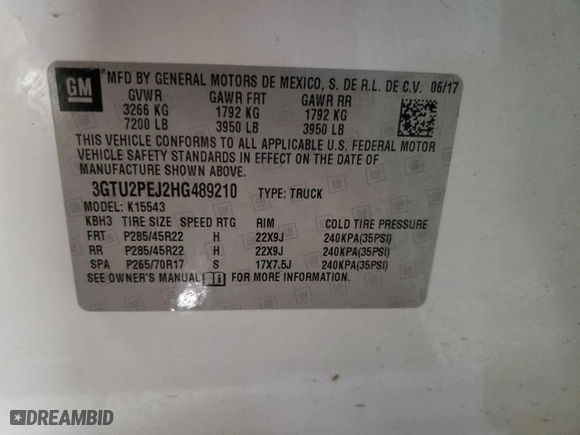 GM
MFD BY GENERAL MOTORS DE MEXICO, S. DE R.L. DE C.V. 06/17
GVWR GAWR FRT GAWR RR
3266 KG 1792 KG 1792 KG
7200 LB 3950 LB 3950 LB
THIS VEHICLE CONFORMS TO ALL APPLICABLE U.S. FEDERAL MOTOR
VEHICLE SAFETY STANDARDS IN EFFECT ON THE DATE OF
MANUFACTURE SHOWN ABOVE.
3GTU2PEJ2HG489210 TYPE: TRUCK
MODEL: K15543
KBH3 TIRE SIZE SPEED RTG RIM COLD TIRE PRESSURE
FRT P285/45R22 H 22X9J 240KPA(35PSI)
RR P285/45R22 H 22X9J 240KPA(35PSI)
SPA P265/70R17 S 17X7.5J 240KPA(35PSI)
SEE OWNER'S MANUAL FOR MORE INFORMATION.
DREAMBID